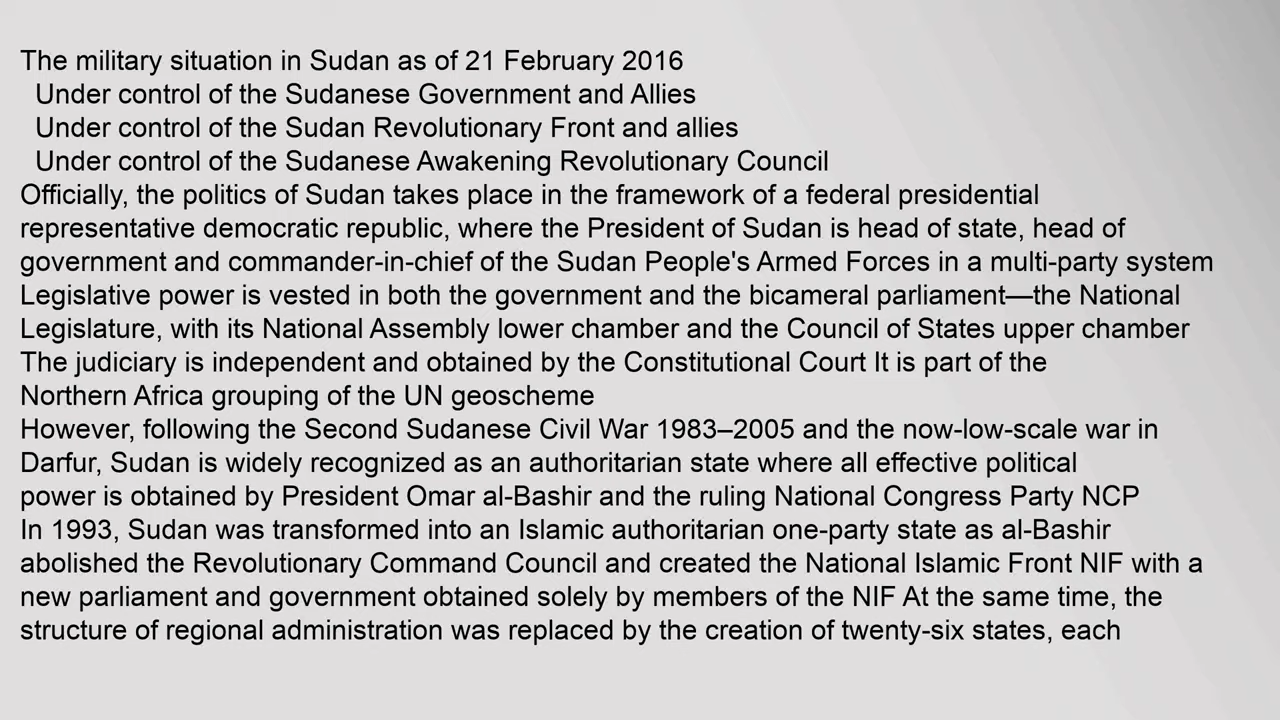 The military situation in Sudan as of 21 February 2016
Under control of the Sudanese Government and Allies
Under control of the Sudan Revolutionary Front and allies
Under control of the Sudanese Awakening Revolutionary Council
Officially, the politics of Sudan takes place in the framework of a federal presidential
representative democratic republic, where the President of Sudan is head of state, head of
government and commander-in-chief of the Sudan People's Armed Forces in a multi-party system
Legislative power is vested in both the government and the bicameral parliament—the National
Legislature, with its National Assembly lower chamber and the Council of States upper chamber
The judiciary is independent and obtained by the Constitutional Court It is part of the
Northern Africa grouping of the UN geoscheme
However, following the Second Sudanese Civil War 1983–2005 and the now-low-scale war in
Darfur, Sudan is widely recognized as an authoritarian state where all effective political
power is obtained by President Omar al-Bashir and the ruling National Congress Party NCP
In 1993, Sudan was transformed into an Islamic authoritarian one-party state as al-Bashir
abolished the Revolutionary Command Council and created the National Islamic Front NIF with a
new parliament and government obtained solely by members of the NIF At the same time, the
structure of regional administration was replaced by the creation of twenty-six states, each